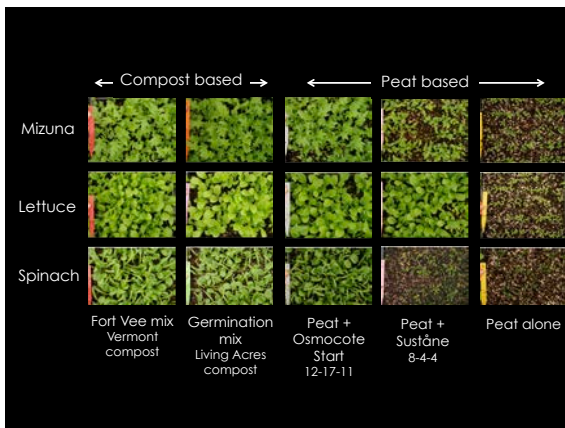 Compost based
Peat based
Mizuna
Lettuce
Spinach
Fort Vee mix
Vermont
compost
Germination
mix
Living Acres
compost
Peat +
Osmocote
Start
12-17-11
Peat +
Suståne
8-4-4
Peat alone